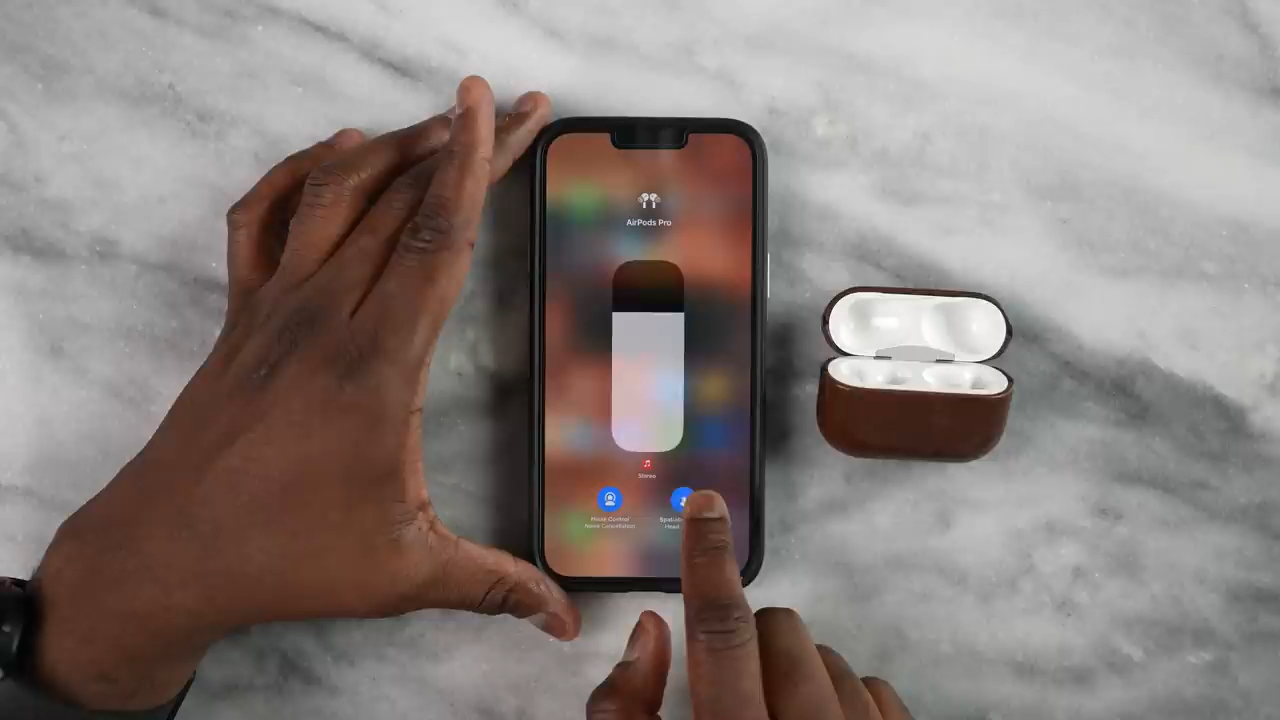 AirPods Pro
Stereo
Noise Control
Noise Cancellation
Spatial
Head